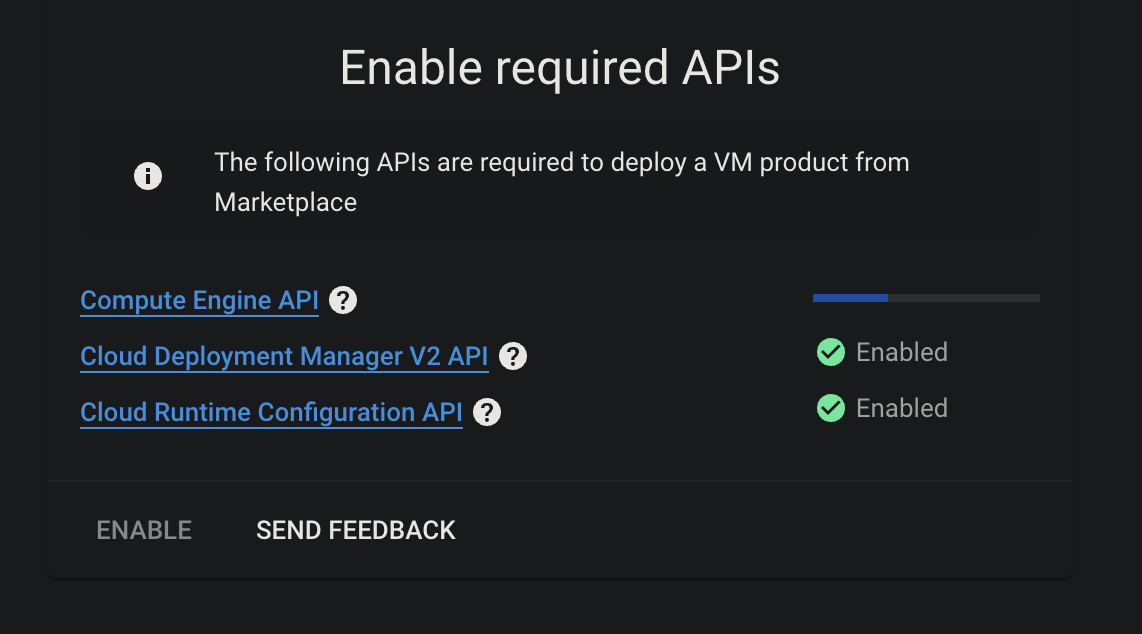 Enable required APIs
The following APIs are required to deploy a VM product from
Marketplace
Compute Engine API
Cloud Deployment Manager V2 API
Enabled
Cloud Runtime Configuration API
Enabled
ENABLE
SEND FEEDBACK